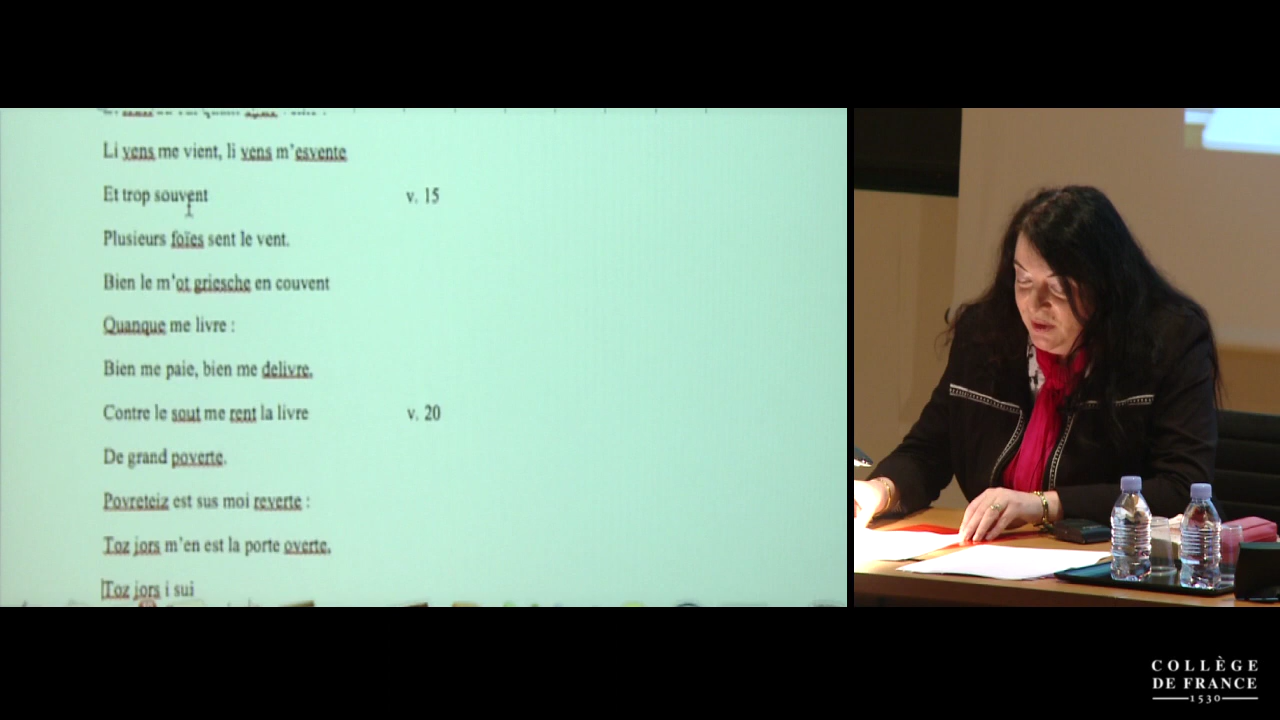 Li vens me vient, li vens m'esvente
Et trop souvent v. 15
Plusieurs foïes sent le vent.
Bien le m'ot griesche en couvent
Quanque me livre :
Bien me paie, bien me delivre,
Contre le sout me rent la livre v. 20
De grand poverte.
Povreteiz est sus moi reverte :
Toz jors m'en est la porte overte,
Toz jors i sui
COLLÈGE
DE FRANCE
1530